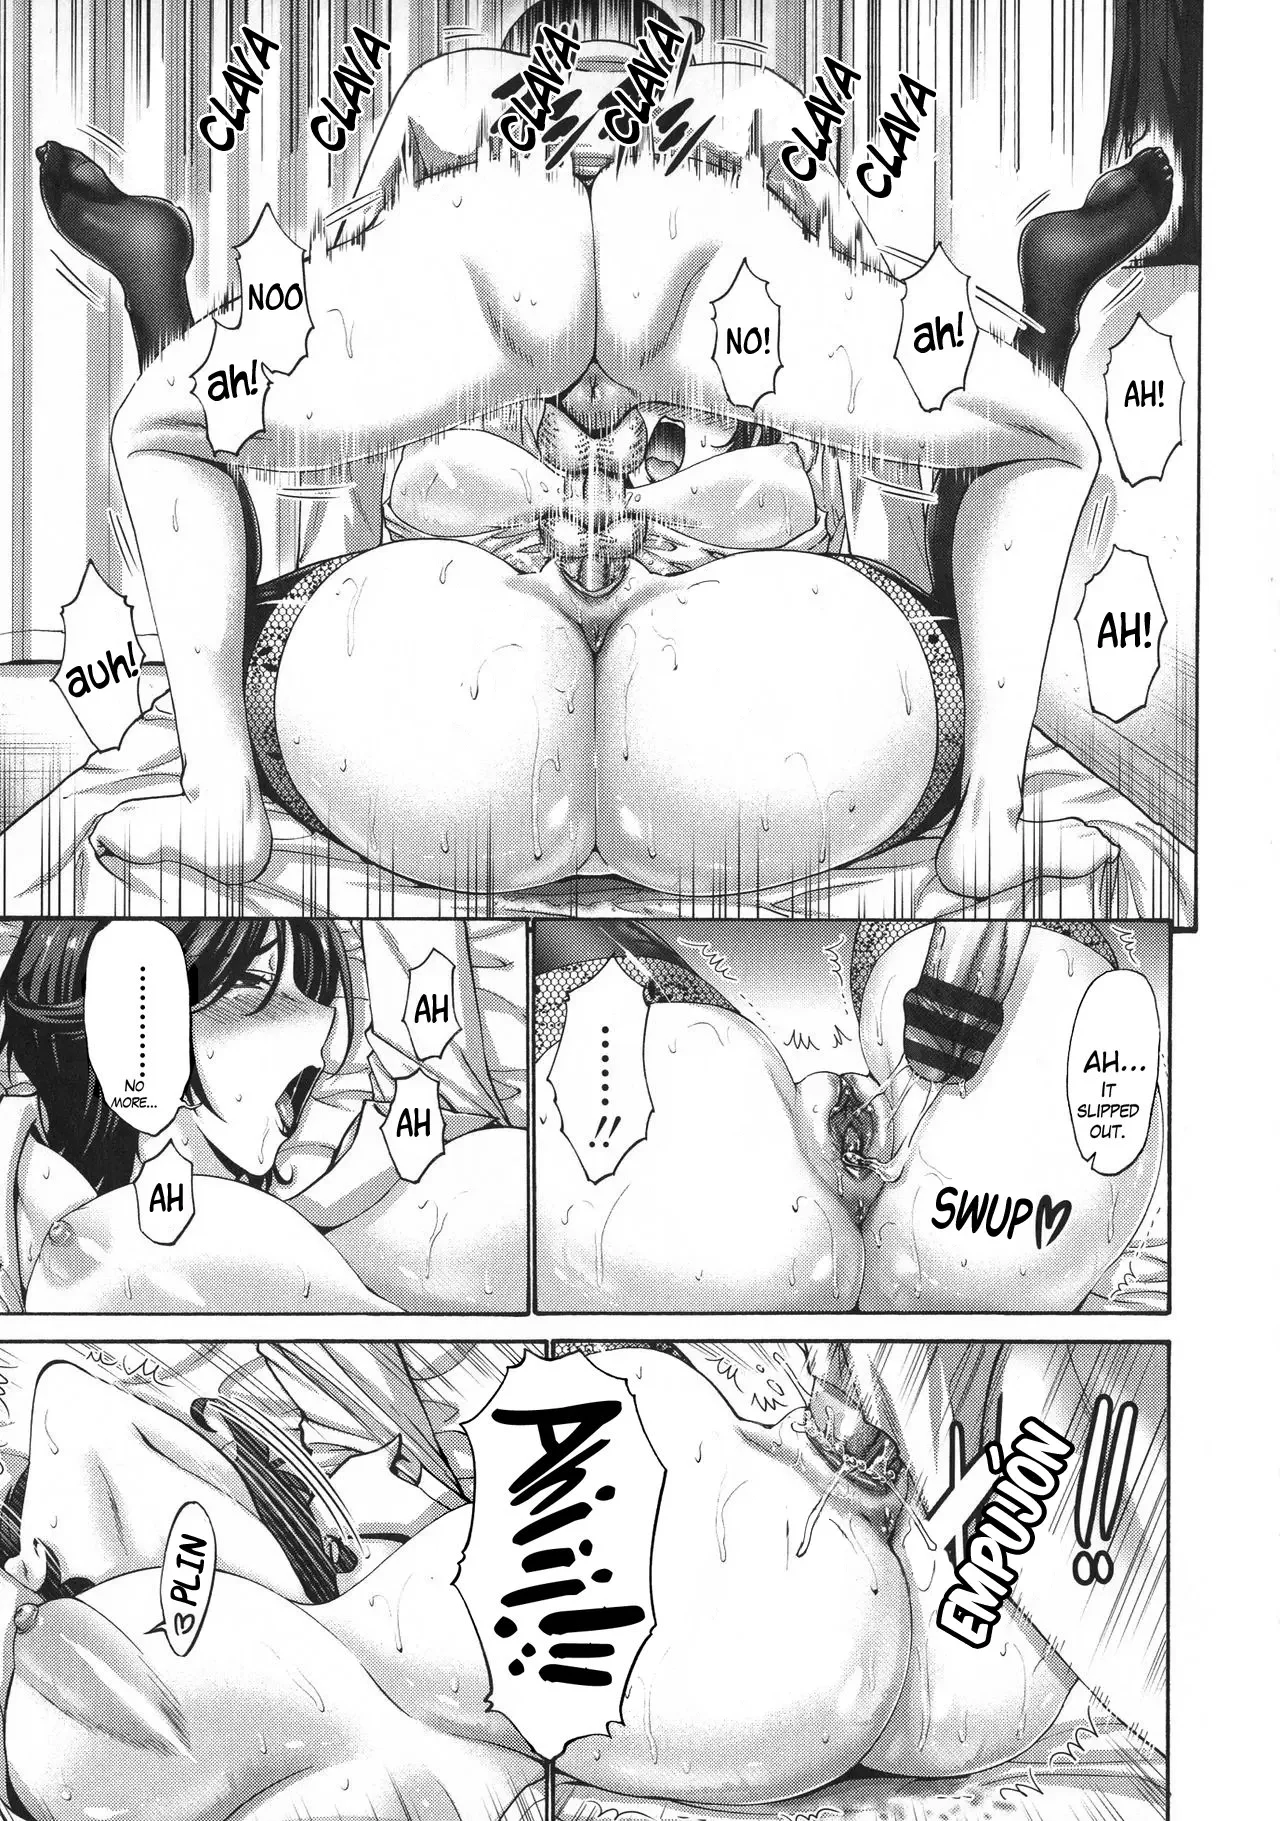 CLAVA
CLAVA
CLAVA
CLAVA
CLAVA
CLAVA
NOO
ah!
NO!
ah!
AH!
auh!
AH!
............
NO
MORE...
AH
AH
AH
......!!
AH...
IT
SLIPPED
OUT.
SWUP
PLIN
Ahiiii!!!
EMPUJÓN
!!